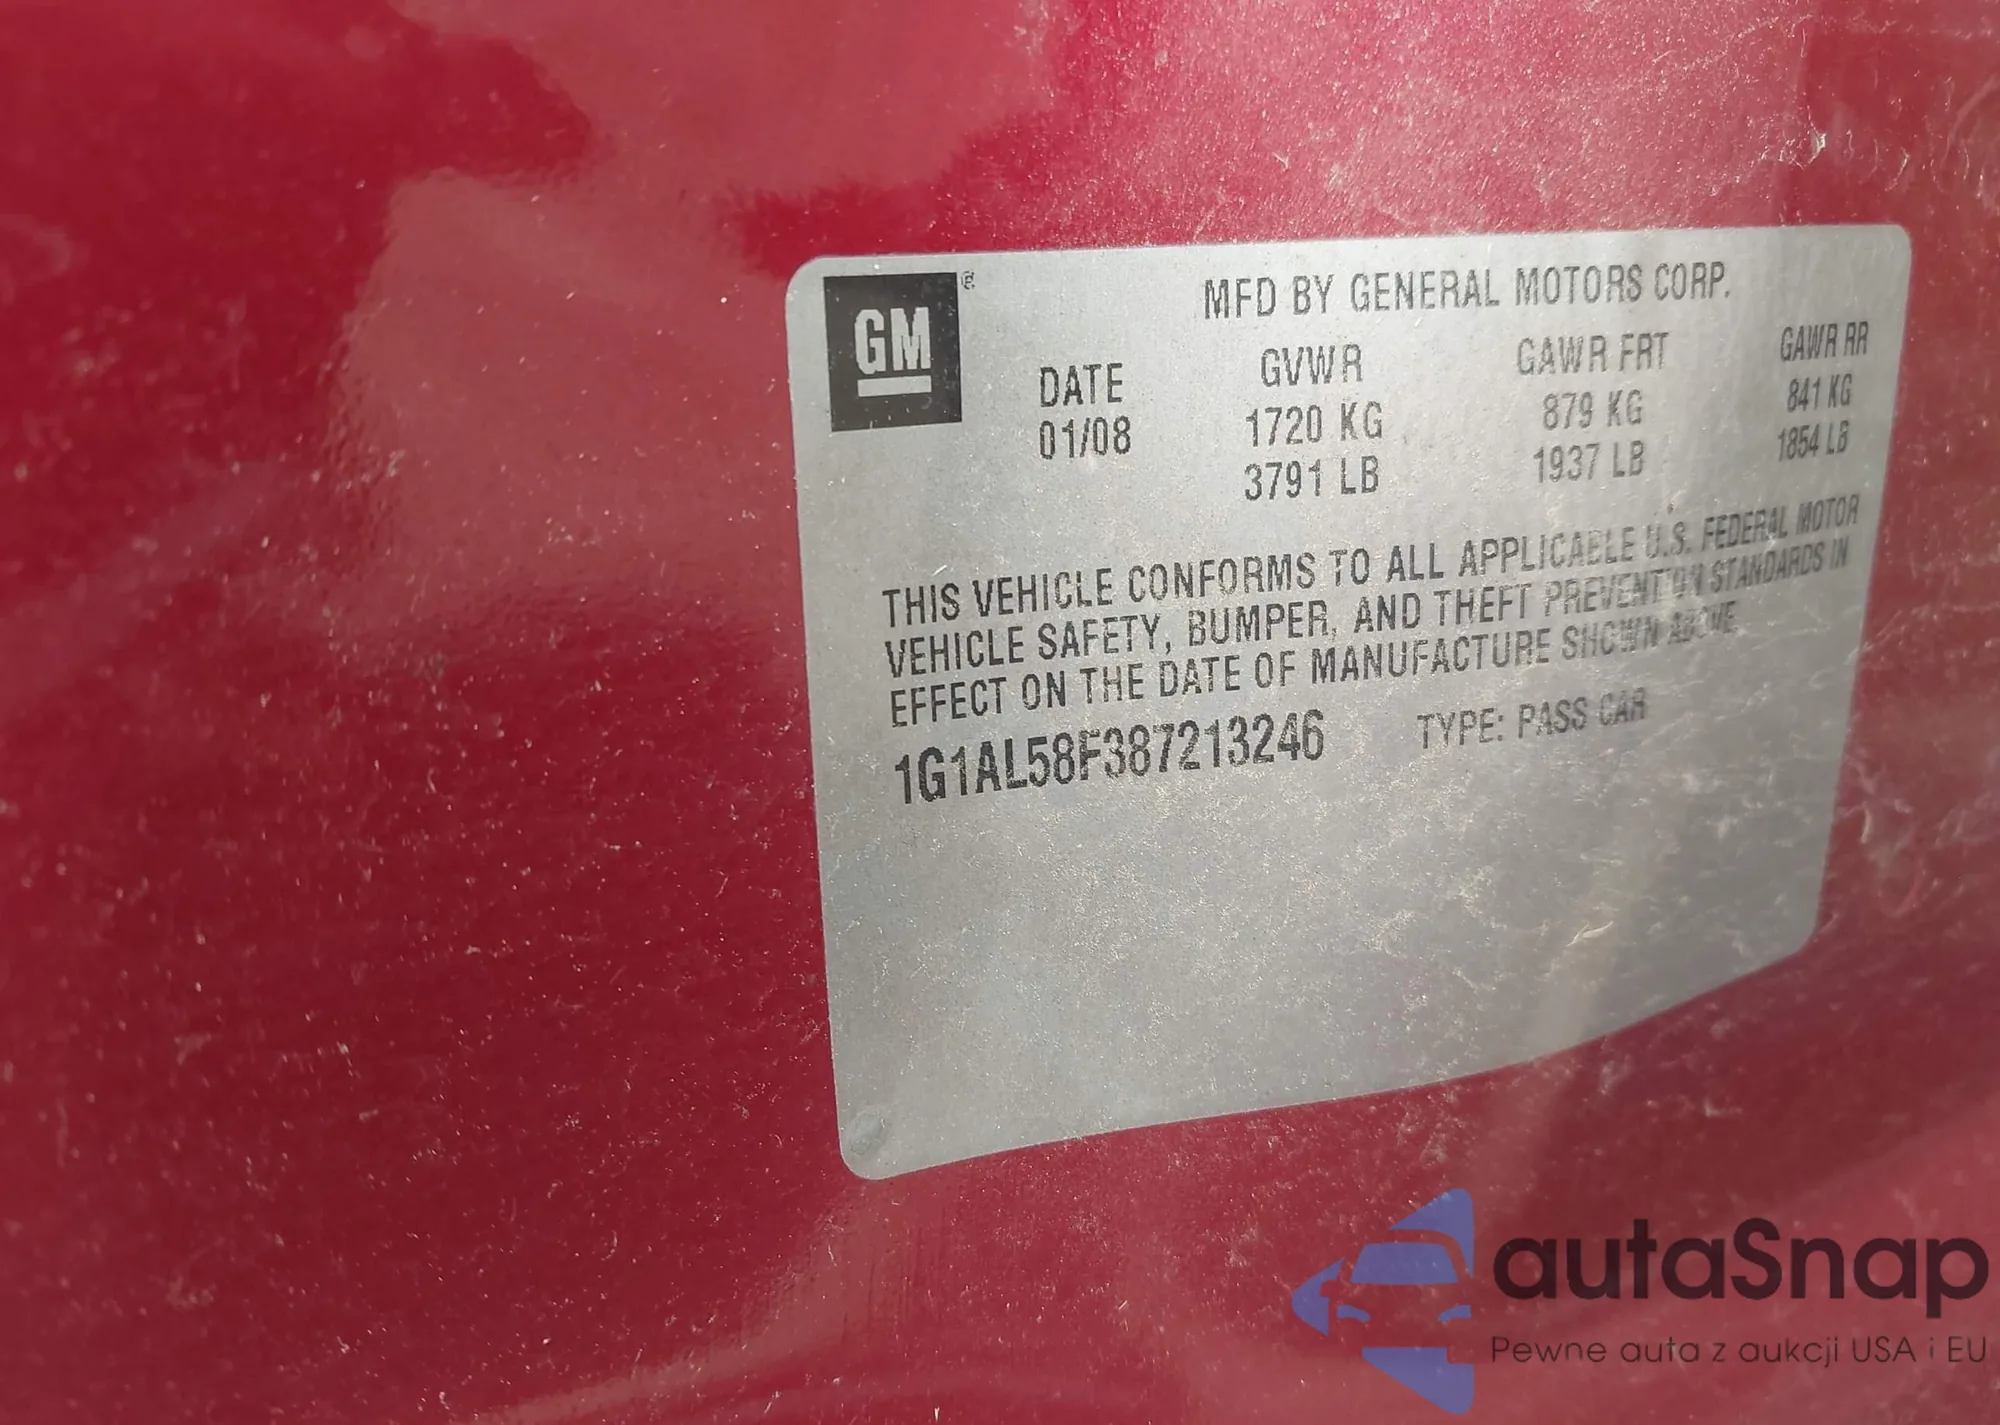 GM
MFD BY GENERAL MOTORS CORP.
DATE GVWR GAWR FRT GAWR RR
01/08 1720 KG 879 KG 841 KG
3791 LB 1937 LB 1854 LB
THIS VEHICLE CONFORMS TO ALL APPLICABLE U.S. FEDERAL MOTOR
VEHICLE SAFETY, BUMPER, AND THEFT PREVENTION STANDARDS IN
EFFECT ON THE DATE OF MANUFACTURE SHOWN ABOVE.
1G1AL58F387213246 TYPE: PASS CAR
autaSnap
Pewne auta z aukcji USA i EU